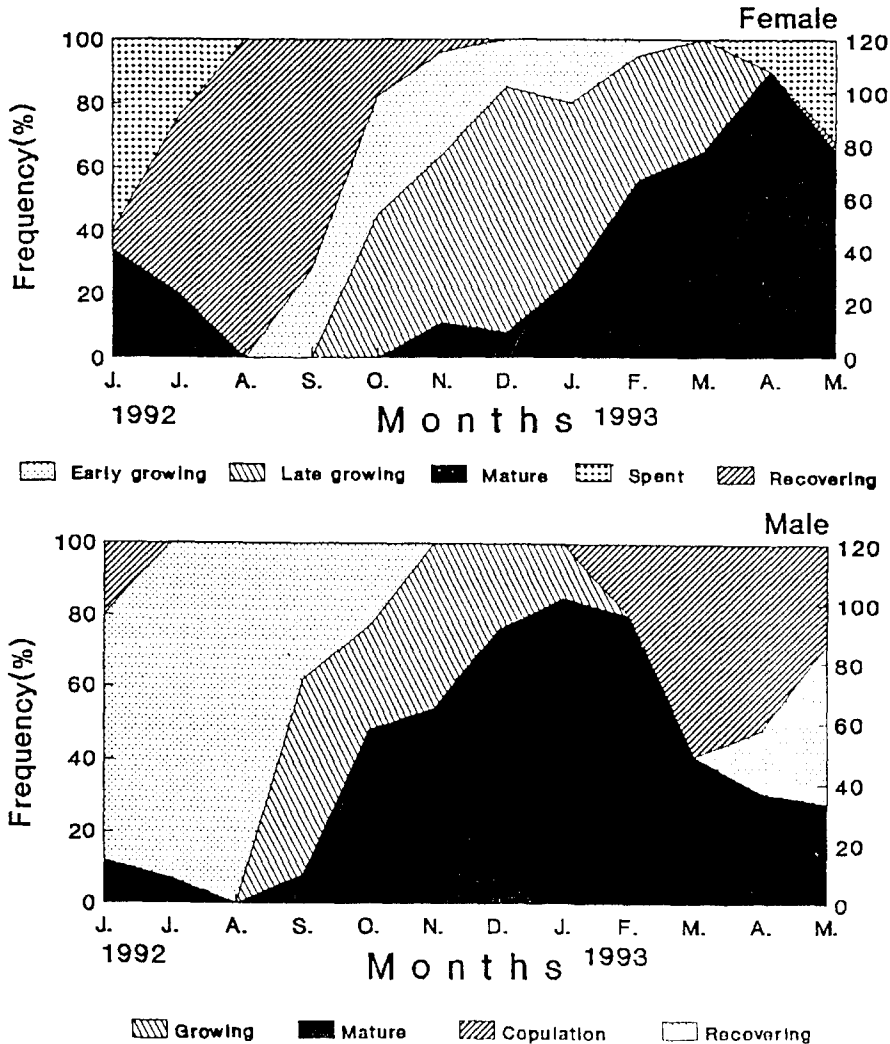 Female
100
80
60
40
20
0
Frequency(%)
120
100
80
60
40
20
0
J. J. A. S. O. N. D. J. F. M. A. M.
1992 Months 1993
Early growing Late growing Mature Spent Recovering
Male
100
80
60
40
20
0
Frequency(%)
120
100
80
60
40
20
0
J. J. A. S. O. N. D. J. F. M. A. M.
1992 Months 1993
Growing Mature Copulation Recovering